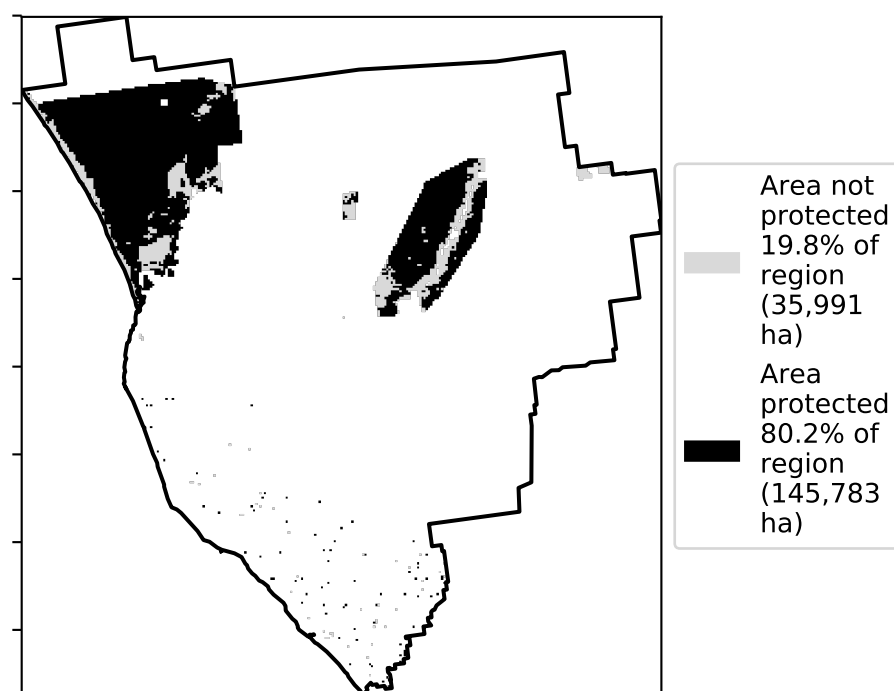 Area not
protected
19.8% of
region
(35,991
ha)
Area
protected
80.2% of
region
(145,783
ha)